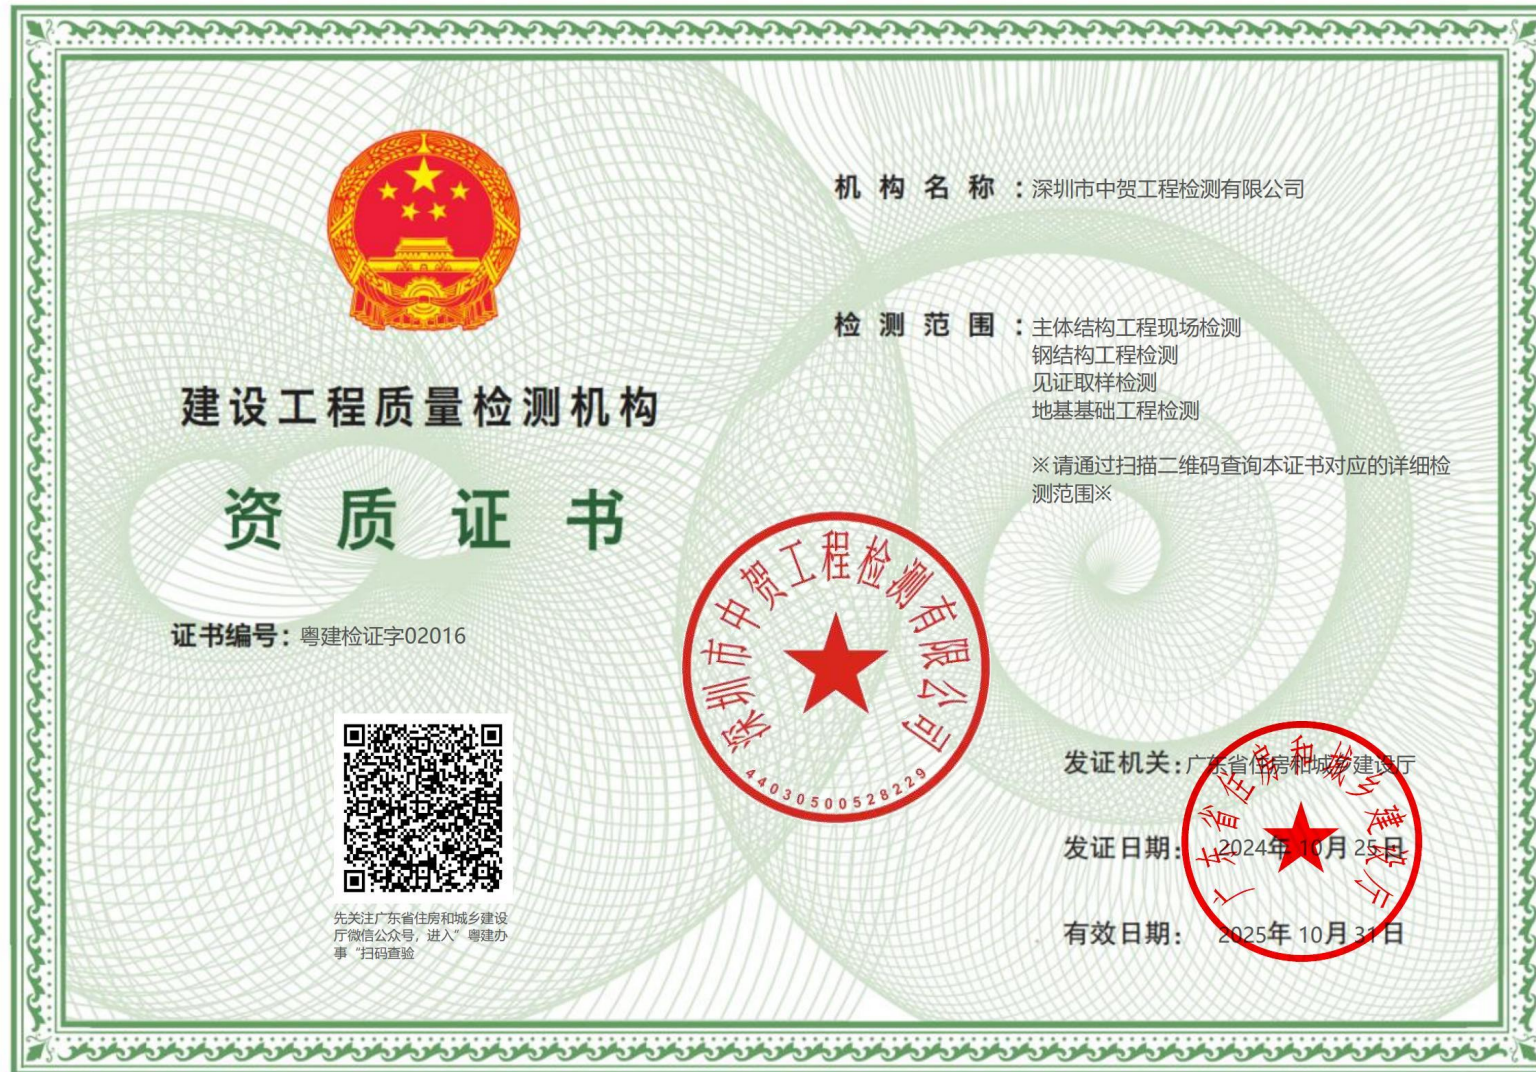 建设工程质量检测机构
资质证书
证书编号：粤建检证字02016
先关注广东省住房和城乡建设
厅微信公众号，进入”粤建办
事“扫码查验
机构名称：深圳市中贺工程检测有限公司
检测范围：主体结构工程现场检测
钢结构工程检测
见证取样检测
地基基础工程检测
※请通过扫描二维码查询本证书对应的详细检
测范围※
深圳市中贺工程检测有限公司
44030500528229
发证机关：广东省住房和城乡建设厅
发证日期：2024年10月25日
有效日期：2025年10月31日
广东省住房和城乡建设厅